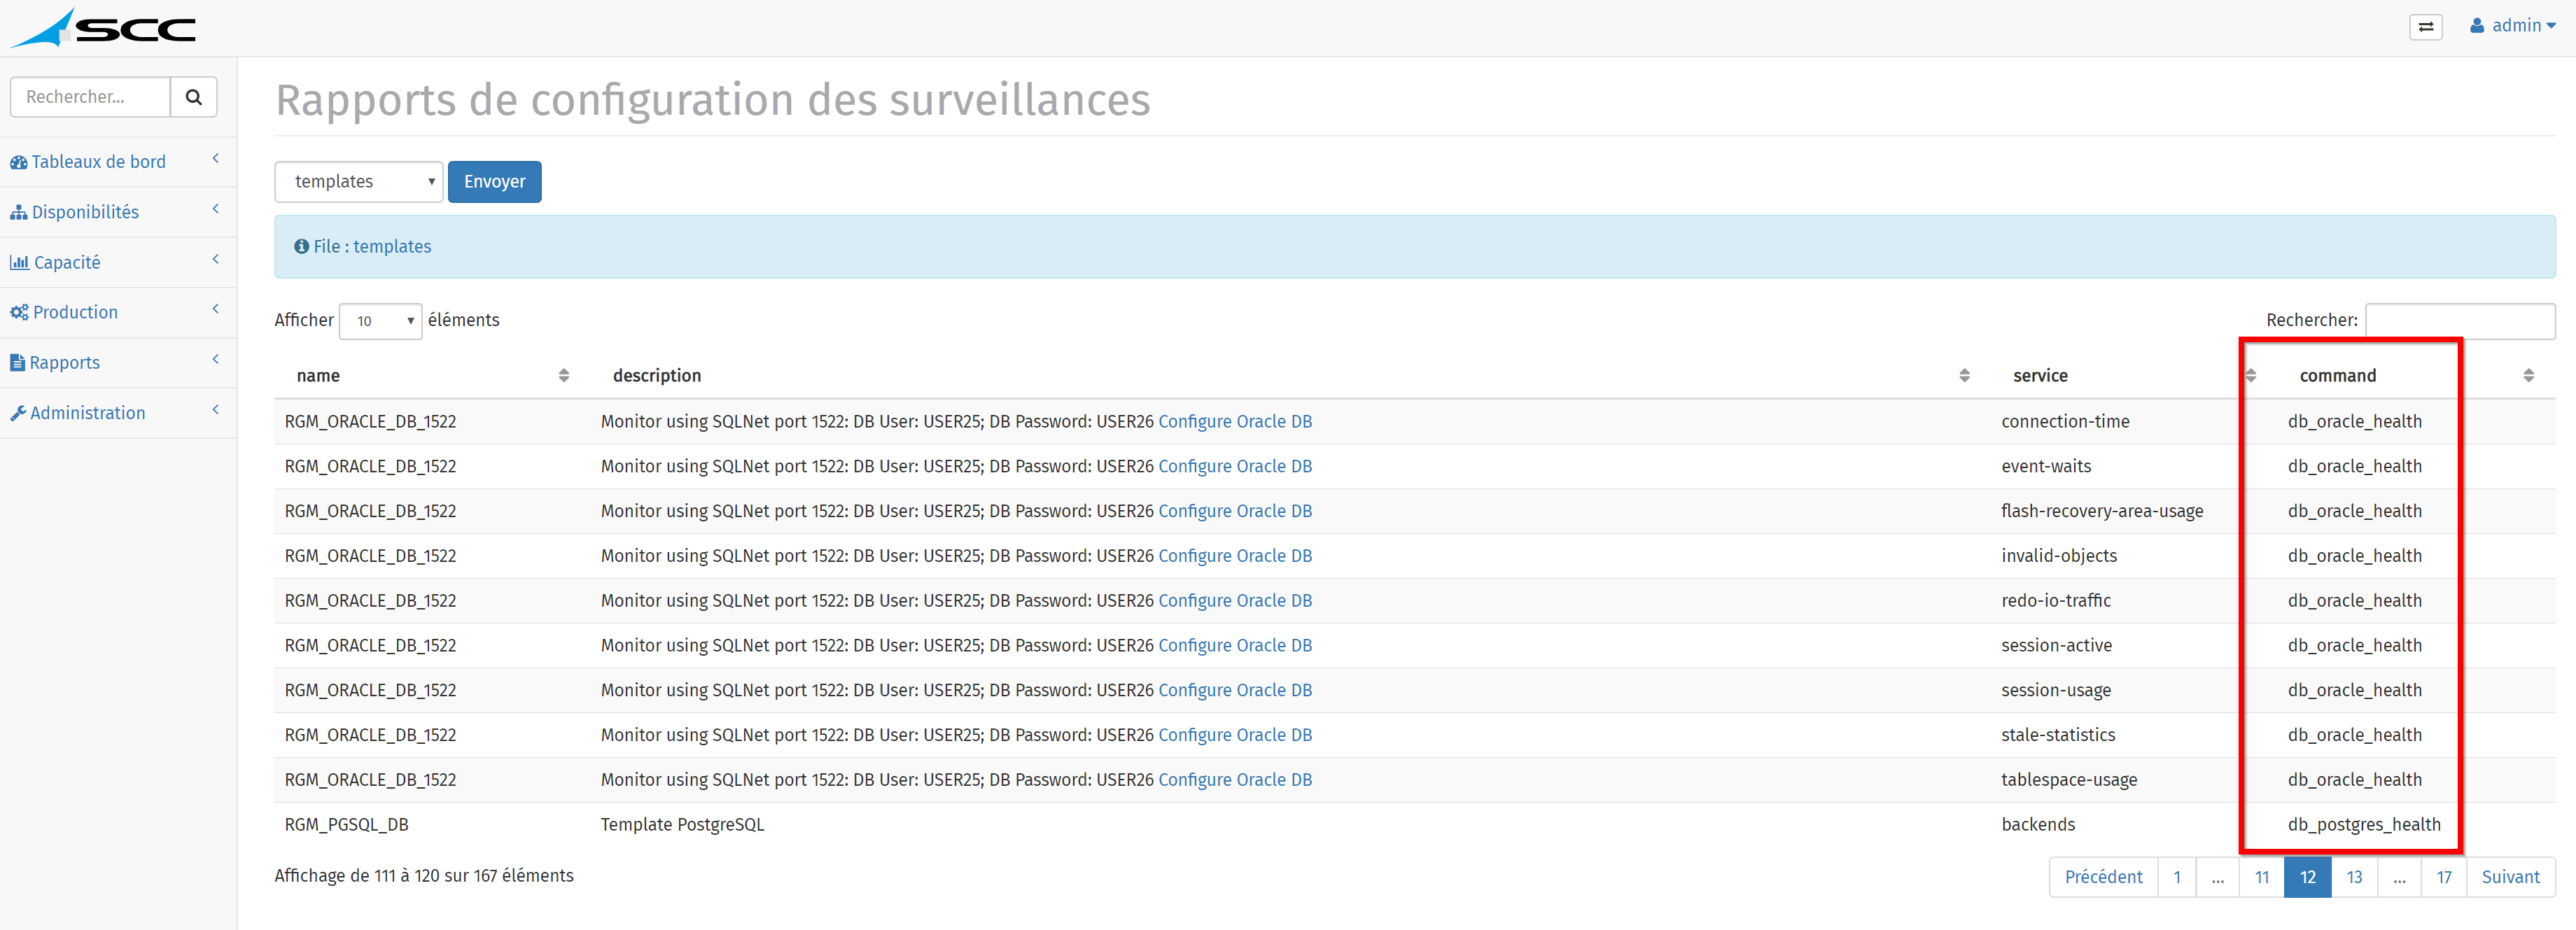 SCC
admin
Rechercher...
Tableaux de bord
Disponibilités
Capacité
Production
Rapports
Administration
Rapports de configuration des surveillances
templates Envoyer
File : templates
Afficher 10 éléments Rechercher:
name description service command
RGM_ORACLE_DB_1522 Monitor using SQLNet port 1522: DB User: USER25; DB Password: USER26 Configure Oracle DB connection-time db_oracle_health
RGM_ORACLE_DB_1522 Monitor using SQLNet port 1522: DB User: USER25; DB Password: USER26 Configure Oracle DB event-waits db_oracle_health
RGM_ORACLE_DB_1522 Monitor using SQLNet port 1522: DB User: USER25; DB Password: USER26 Configure Oracle DB flash-recovery-area-usage db_oracle_health
RGM_ORACLE_DB_1522 Monitor using SQLNet port 1522: DB User: USER25; DB Password: USER26 Configure Oracle DB invalid-objects db_oracle_health
RGM_ORACLE_DB_1522 Monitor using SQLNet port 1522: DB User: USER25; DB Password: USER26 Configure Oracle DB redo-io-traffic db_oracle_health
RGM_ORACLE_DB_1522 Monitor using SQLNet port 1522: DB User: USER25; DB Password: USER26 Configure Oracle DB session-active db_oracle_health
RGM_ORACLE_DB_1522 Monitor using SQLNet port 1522: DB User: USER25; DB Password: USER26 Configure Oracle DB session-usage db_oracle_health
RGM_ORACLE_DB_1522 Monitor using SQLNet port 1522: DB User: USER25; DB Password: USER26 Configure Oracle DB stale-statistics db_oracle_health
RGM_ORACLE_DB_1522 Monitor using SQLNet port 1522: DB User: USER25; DB Password: USER26 Configure Oracle DB tablespace-usage db_oracle_health
RGM_PGSQL_DB Template PostgreSQL backends db_postgres_health
Affichage de 111 à 120 sur 167 éléments Précédent 1 ... 11 12 13 ... 17 Suivant